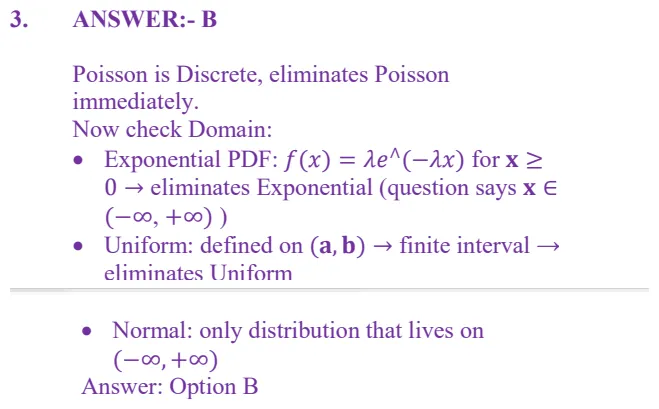 3. ANSWER:- B
Poisson is Discrete, eliminates Poisson
immediately.
Now check Domain:
• Exponential PDF: 𝑓(𝑥) = 𝜆𝑒^(−𝜆𝑥) for x ≥
0 → eliminates Exponential (question says x ∈
(−∞, +∞) )
• Uniform: defined on (a, b) → finite interval →
eliminates Uniform
• Normal: only distribution that lives on
(−∞, +∞)
Answer: Option B